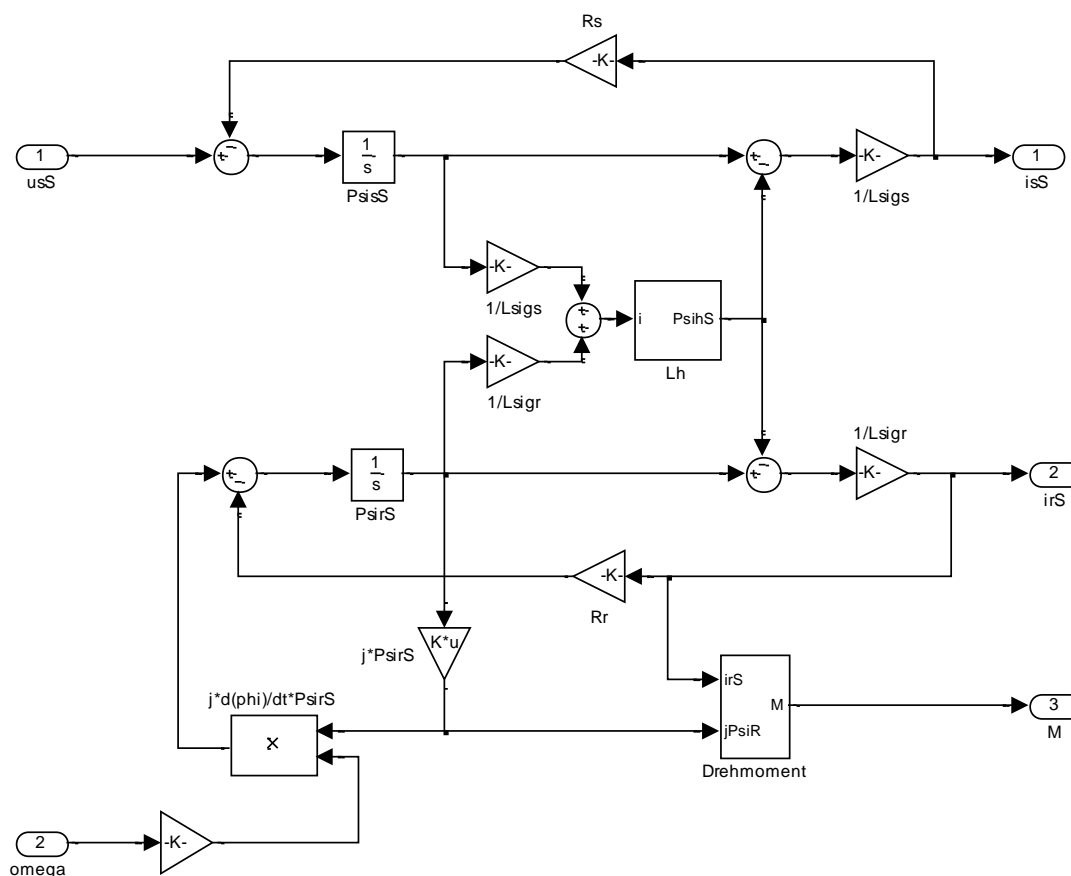 Rs
-K-
1
usS
+
-
1
s
PsisS
+
-
-K-
1/Lsigs
1
isS
-K-
1/Lsigs
+
+
i
PsihS
Lh
-K-
1/Lsigr
+
-
1
s
PsirS
+
-
1/Lsigr
-K-
2
irS
-K-
Rr
K*u
j*PsirS
irS
M
jPsiR
Drehmoment
3
M
j*d(phi)/dt*PsirS
x
2
omega
-K-